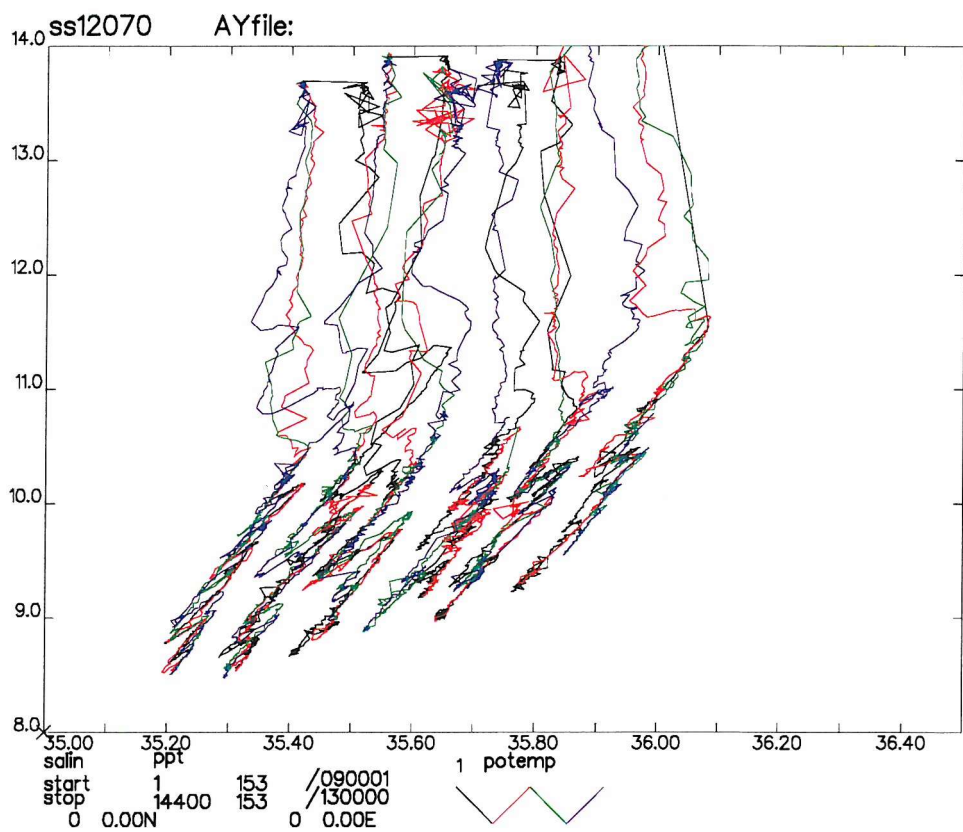 ss12070 AYfile:
14.0
13.0
12.0
11.0
10.0
9.0
8.0
35.00 35.20 35.40 35.60 35.80 36.00 36.20 36.40
salin ppt 1 potemp
start 1 153 /090001
stop 14400 153 /130000
0 0.00N 0 0.00E